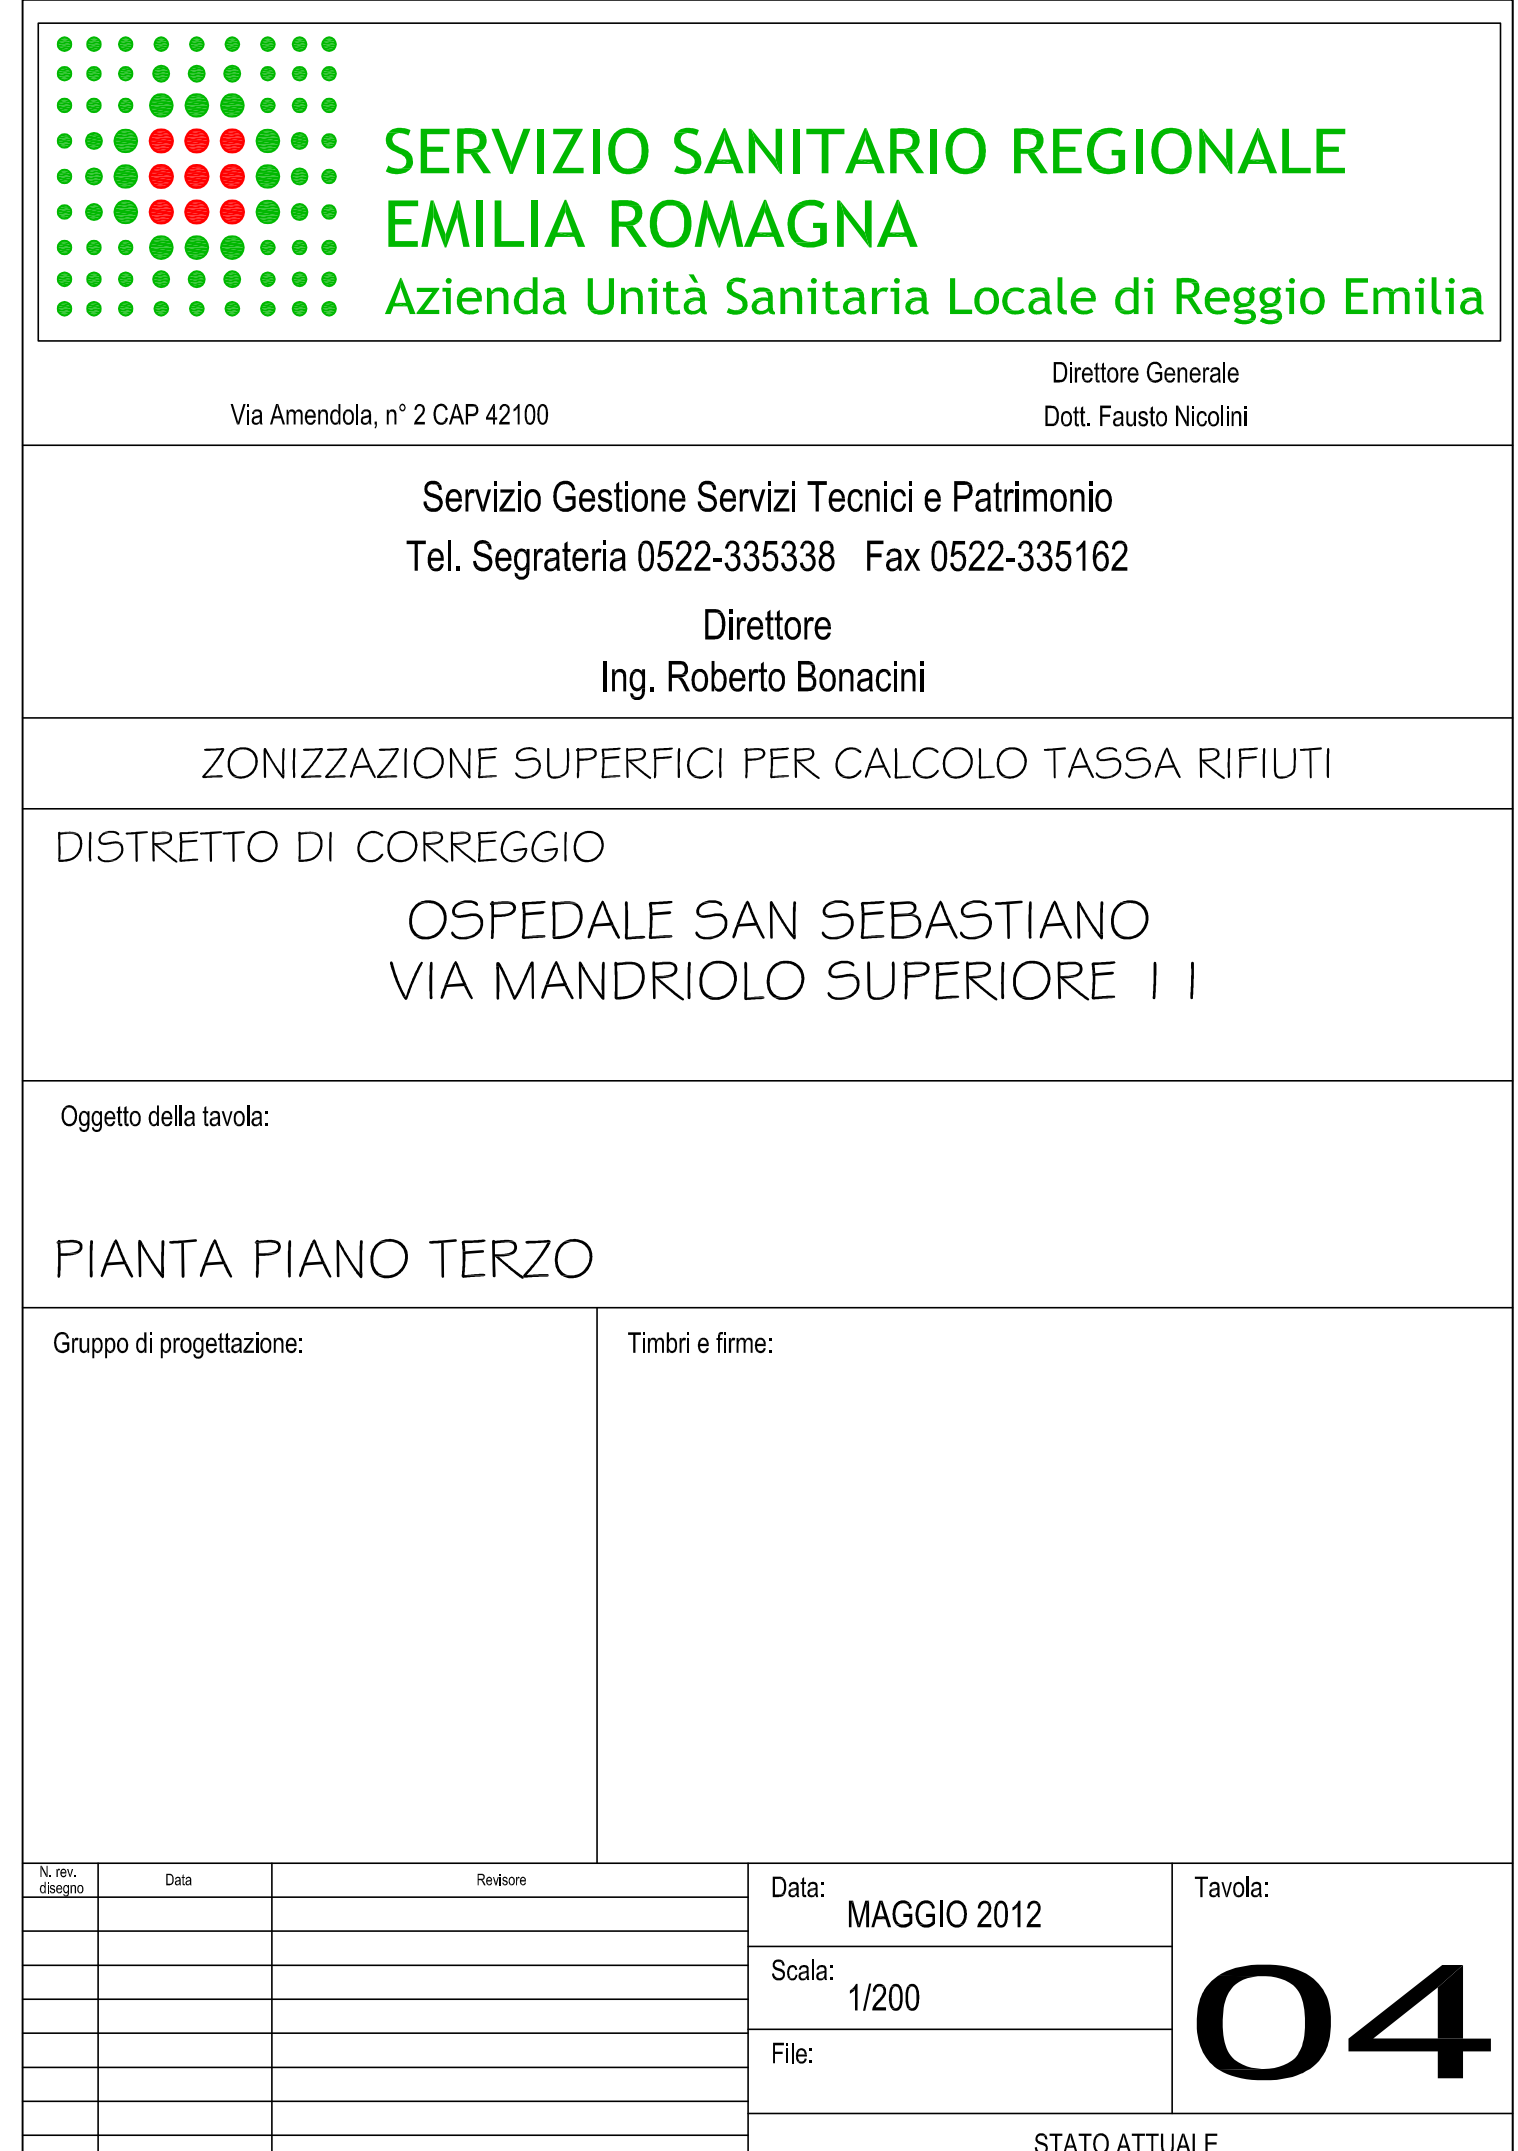 SERVIZIO SANITARIO REGIONALE
EMILIA ROMAGNA
Azienda Unità Sanitaria Locale di Reggio Emilia
Direttore Generale
Via Amendola, n° 2 CAP 42100
Dott. Fausto Nicolini
Servizio Gestione Servizi Tecnici e Patrimonio
Tel. Segrateria 0522-335338 Fax 0522-335162
Direttore
Ing. Roberto Bonacini
ZONIZZAZIONE SUPERFICI PER CALCOLO TASSA RIFIUTI
DISTRETTO DI CORREGGIO
OSPEDALE SAN SEBASTIANO
VIA MANDRIOLO SUPERIORE 11
Oggetto della tavola:
PIANTA PIANO TERZO
Gruppo di progettazione:
Timbri e firme:
N. rev.
disegno
Data
Revisore
Data:
MAGGIO 2012
Scala:
1/200
File:
Tavola:
04
STATO ATTUALE